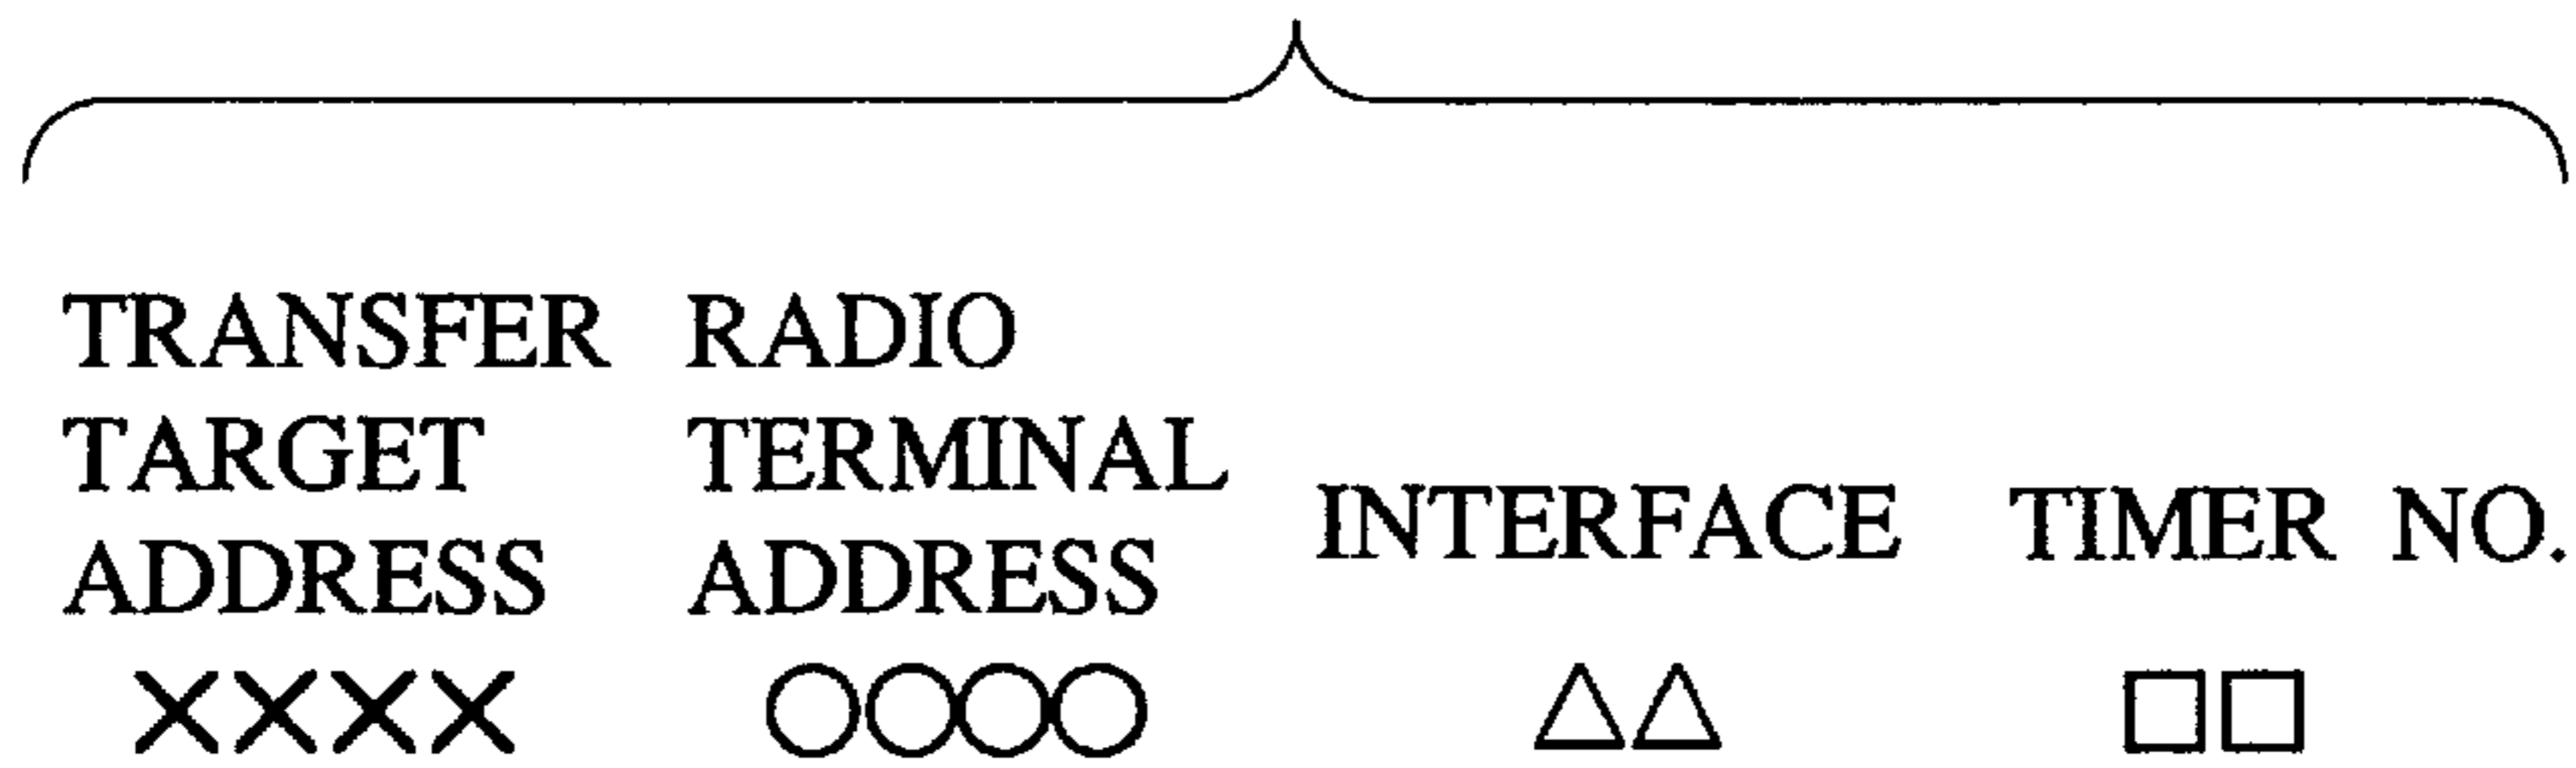 TRANSFER RADIO
TARGET TERMINAL
ADDRESS ADDRESS INTERFACE TIMER NO.
×××× ○○○○ △△ □□